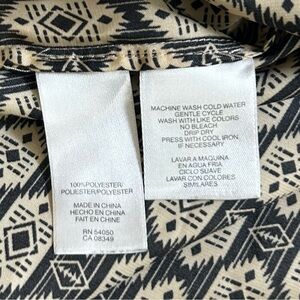 100%POLYESTER/
POLIESTER/POLYESTER
MADE IN CHINA
HECHO EN CHINA
FAIT EN CHINE
RN 54050
CA 08349
MACHINE WASH COLD WATER
GENTLE CYCLE
WASH WITH LIKE COLORS
NO BLEACH
DRIP DRY
PRESS WITH COOL IRON
IF NECESSARY
LAVAR A MAQUINA
EN AGUA FRIA
CICLO SUAVE
LAVAR CON COLORES
SIMILARES